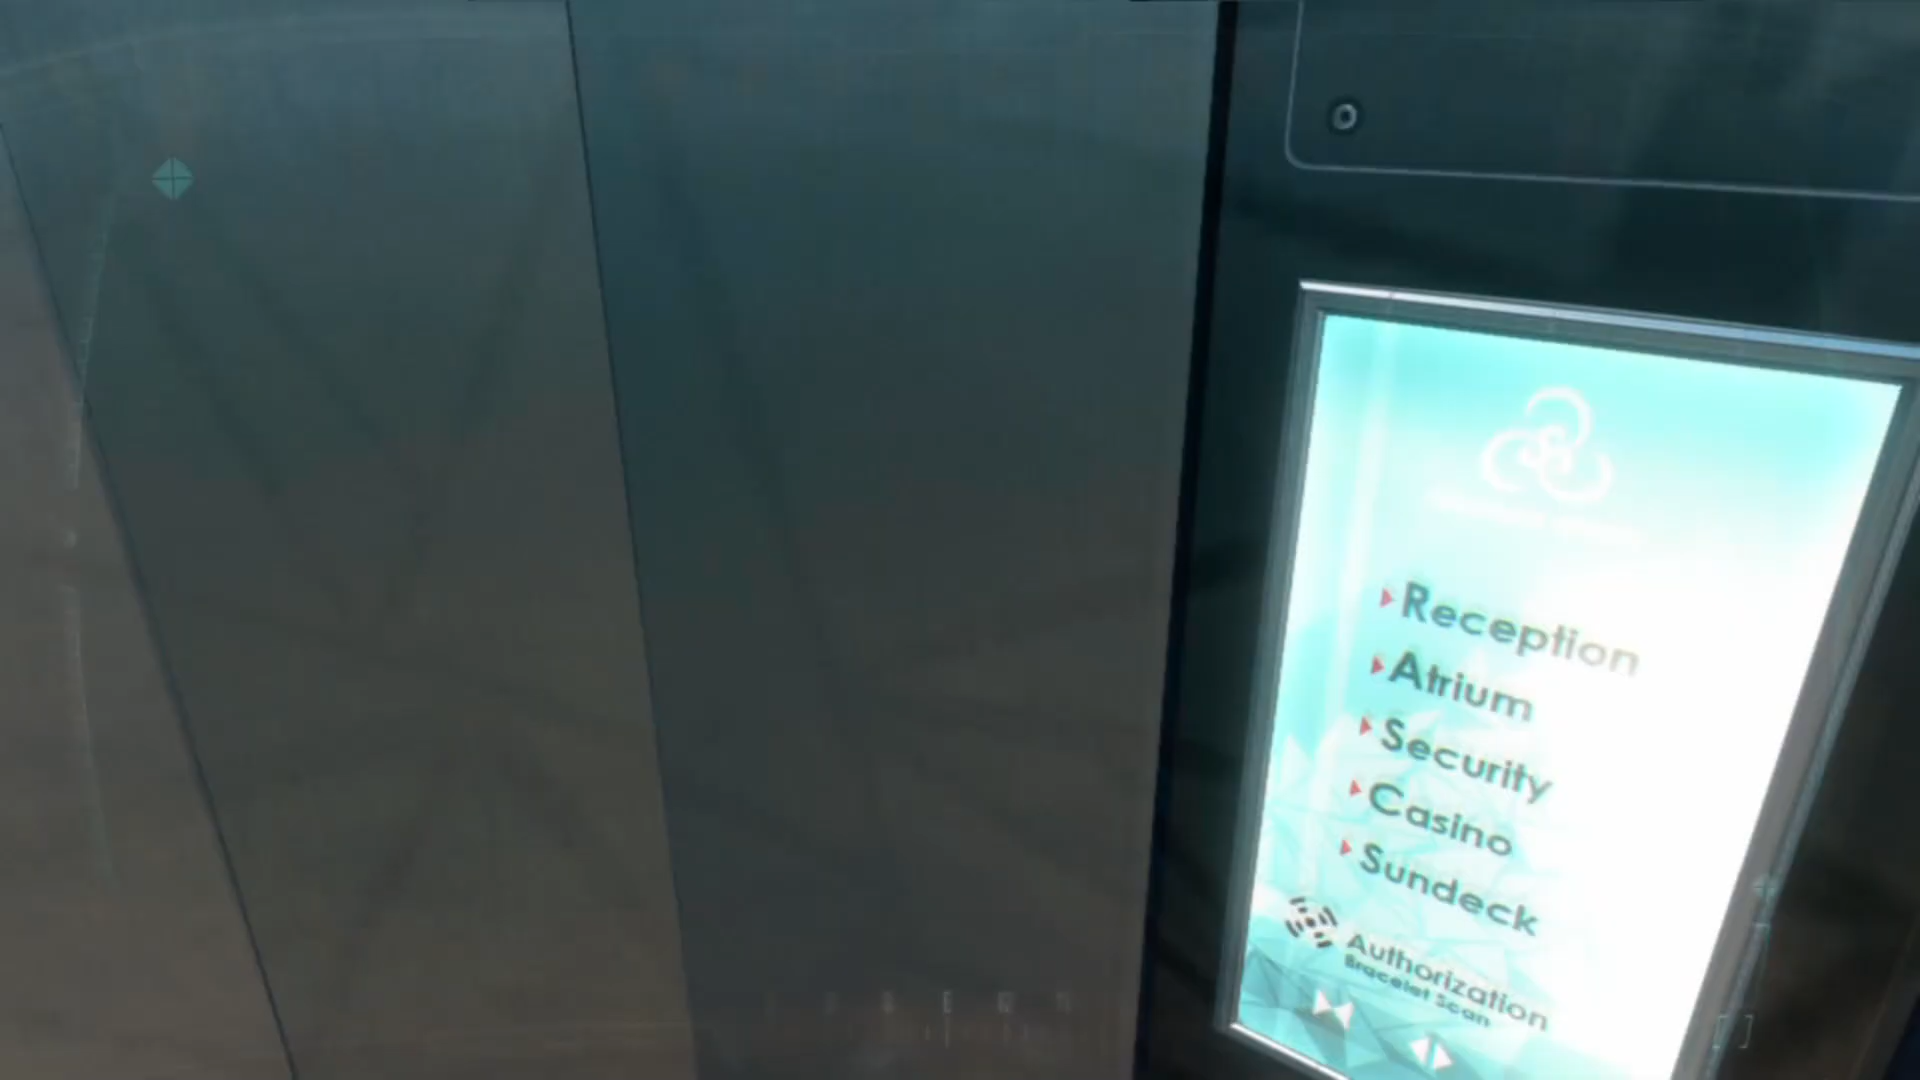 Reception
Atrium
Security
Casino
Sundeck
Authorization
Bracelet Scan